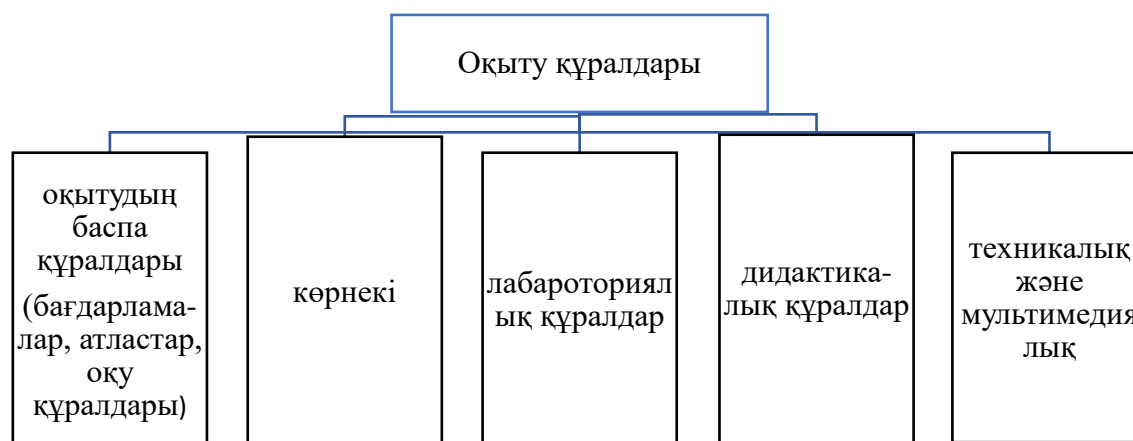 Оқыту құралдары
оқытудың
баспа
құралдары
(бағдарлама-
лар, атластар,
оқу
құралдары)
көрнекі
лабароториял
ық құралдар
дидактика-
лық құралдар
техникалық
және
мультимедия
лық